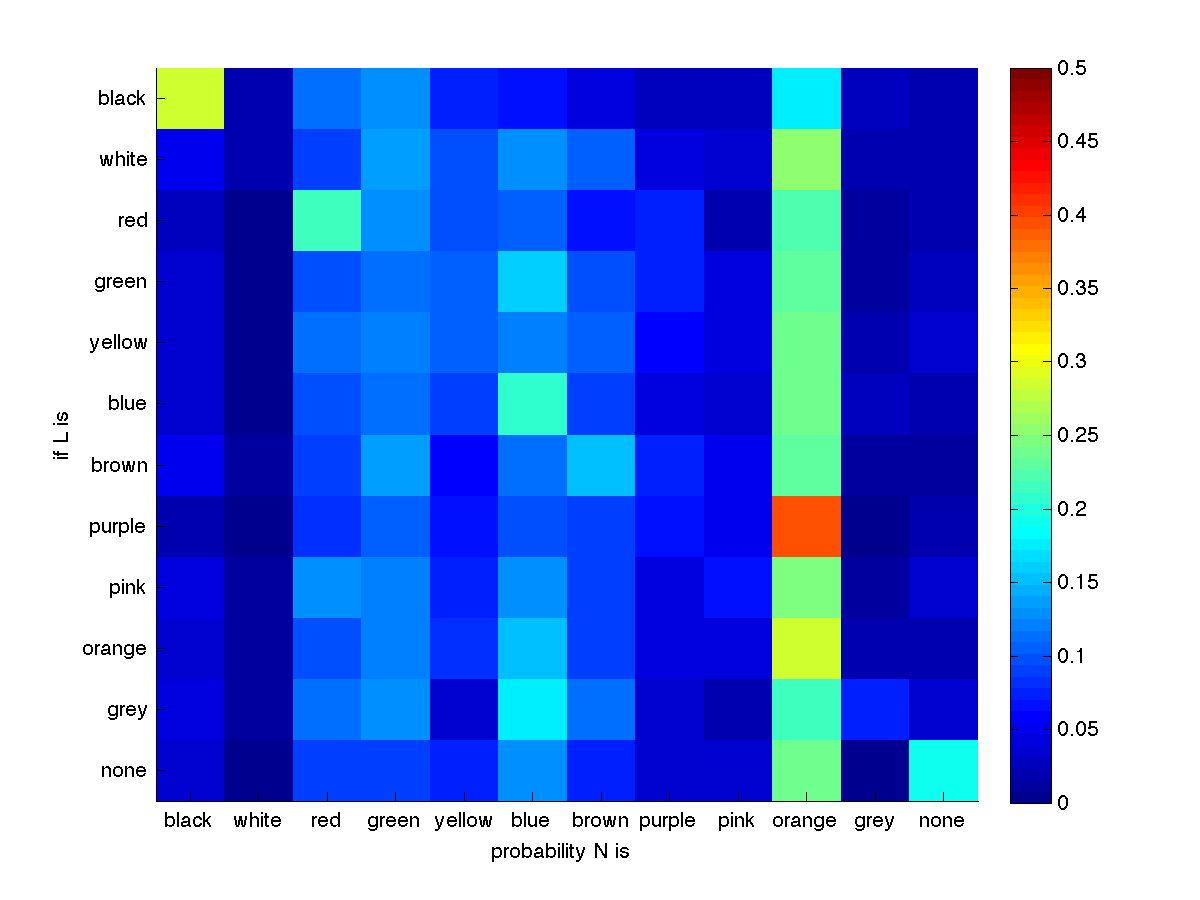 if L is
black
white
red
green
yellow
blue
brown
purple
pink
orange
grey
none
black white red green yellow blue brown purple pink orange grey none
probability N is
0.5
0.45
0.4
0.35
0.3
0.25
0.2
0.15
0.1
0.05
0